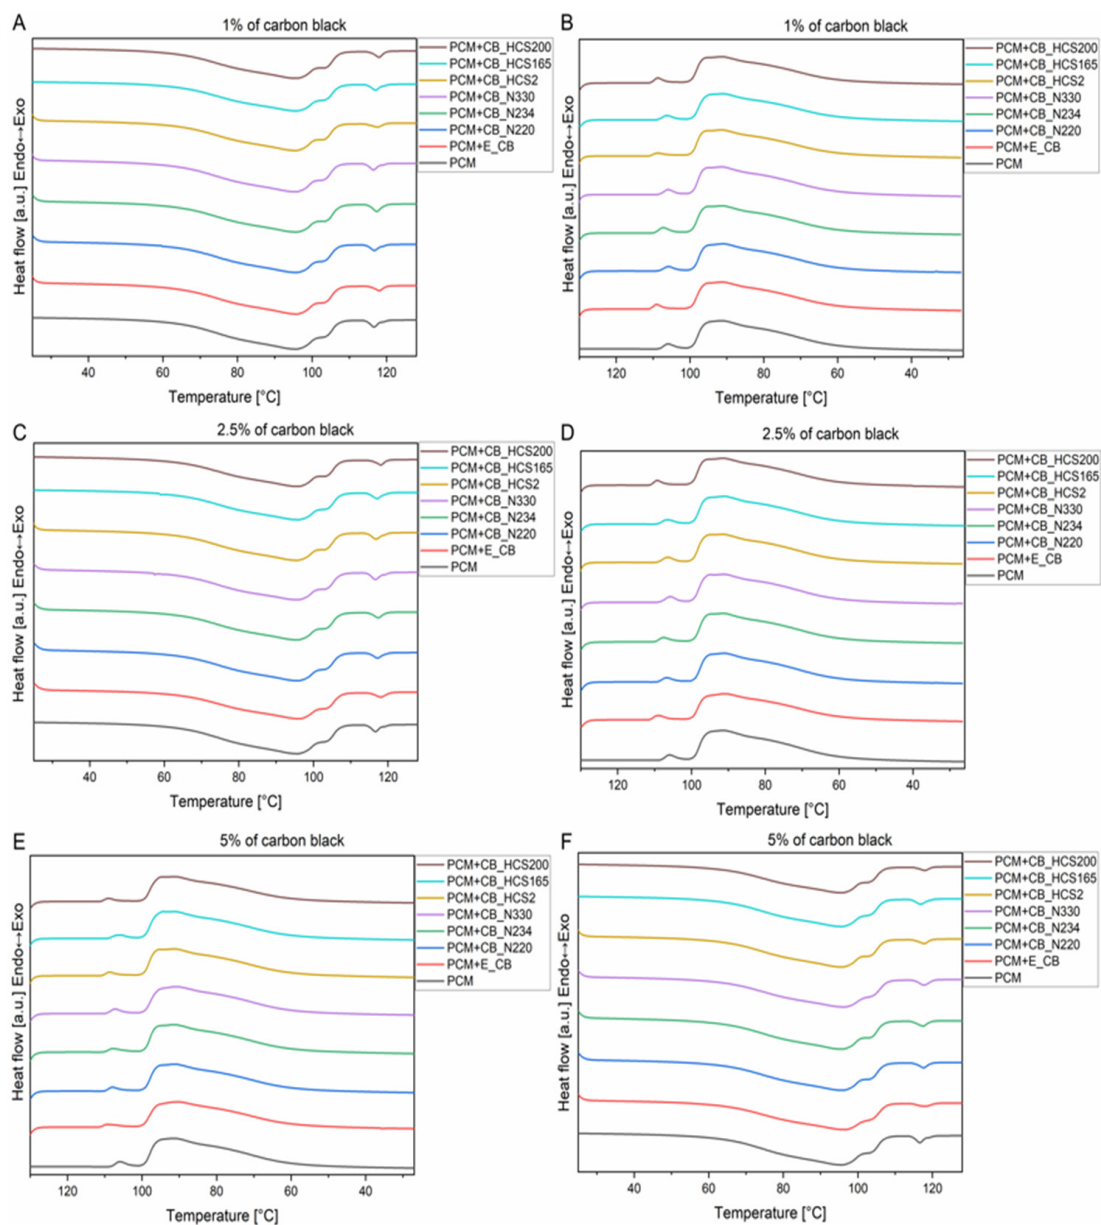 A
1% of carbon black
PCM+CB_HCS200
PCM+CB_HCS165
PCM+CB_HCS2
PCM+CB_N330
PCM+CB_N234
PCM+CB_N220
PCM+E_CB
PCM
Heat flow [a.u.] Endo↔Exo
40 60 80 100 120
Temperature [°C]
B
1% of carbon black
PCM+CB_HCS200
PCM+CB_HCS165
PCM+CB_HCS2
PCM+CB_N330
PCM+CB_N234
PCM+CB_N220
PCM+E_CB
PCM
Heat flow [a.u.] Endo↔Exo
120 100 80 60 40
Temperature [°C]
C
2.5% of carbon black
PCM+CB_HCS200
PCM+CB_HCS165
PCM+CB_HCS2
PCM+CB_N330
PCM+CB_N234
PCM+CB_N220
PCM+E_CB
PCM
Heat flow [a.u.] Endo↔Exo
40 60 80 100 120
Temperature [°C]
D
2.5% of carbon black
PCM+CB_HCS200
PCM+CB_HCS165
PCM+CB_HCS2
PCM+CB_N330
PCM+CB_N234
PCM+CB_N220
PCM+E_CB
PCM
Heat flow [a.u.] Endo↔Exo
120 100 80 60 40
Temperature [°C]
E
5% of carbon black
PCM+CB_HCS200
PCM+CB_HCS165
PCM+CB_HCS2
PCM+CB_N330
PCM+CB_N234
PCM+CB_N220
PCM+E_CB
PCM
Heat flow [a.u.] Endo↔Exo
120 100 80 60 40
Temperature [°C]
F
5% of carbon black
PCM+CB_HCS200
PCM+CB_HCS165
PCM+CB_HCS2
PCM+CB_N330
PCM+CB_N234
PCM+CB_N220
PCM+E_CB
PCM
Heat flow [a.u.] Endo↔Exo
40 60 80 100 120
Temperature [°C]